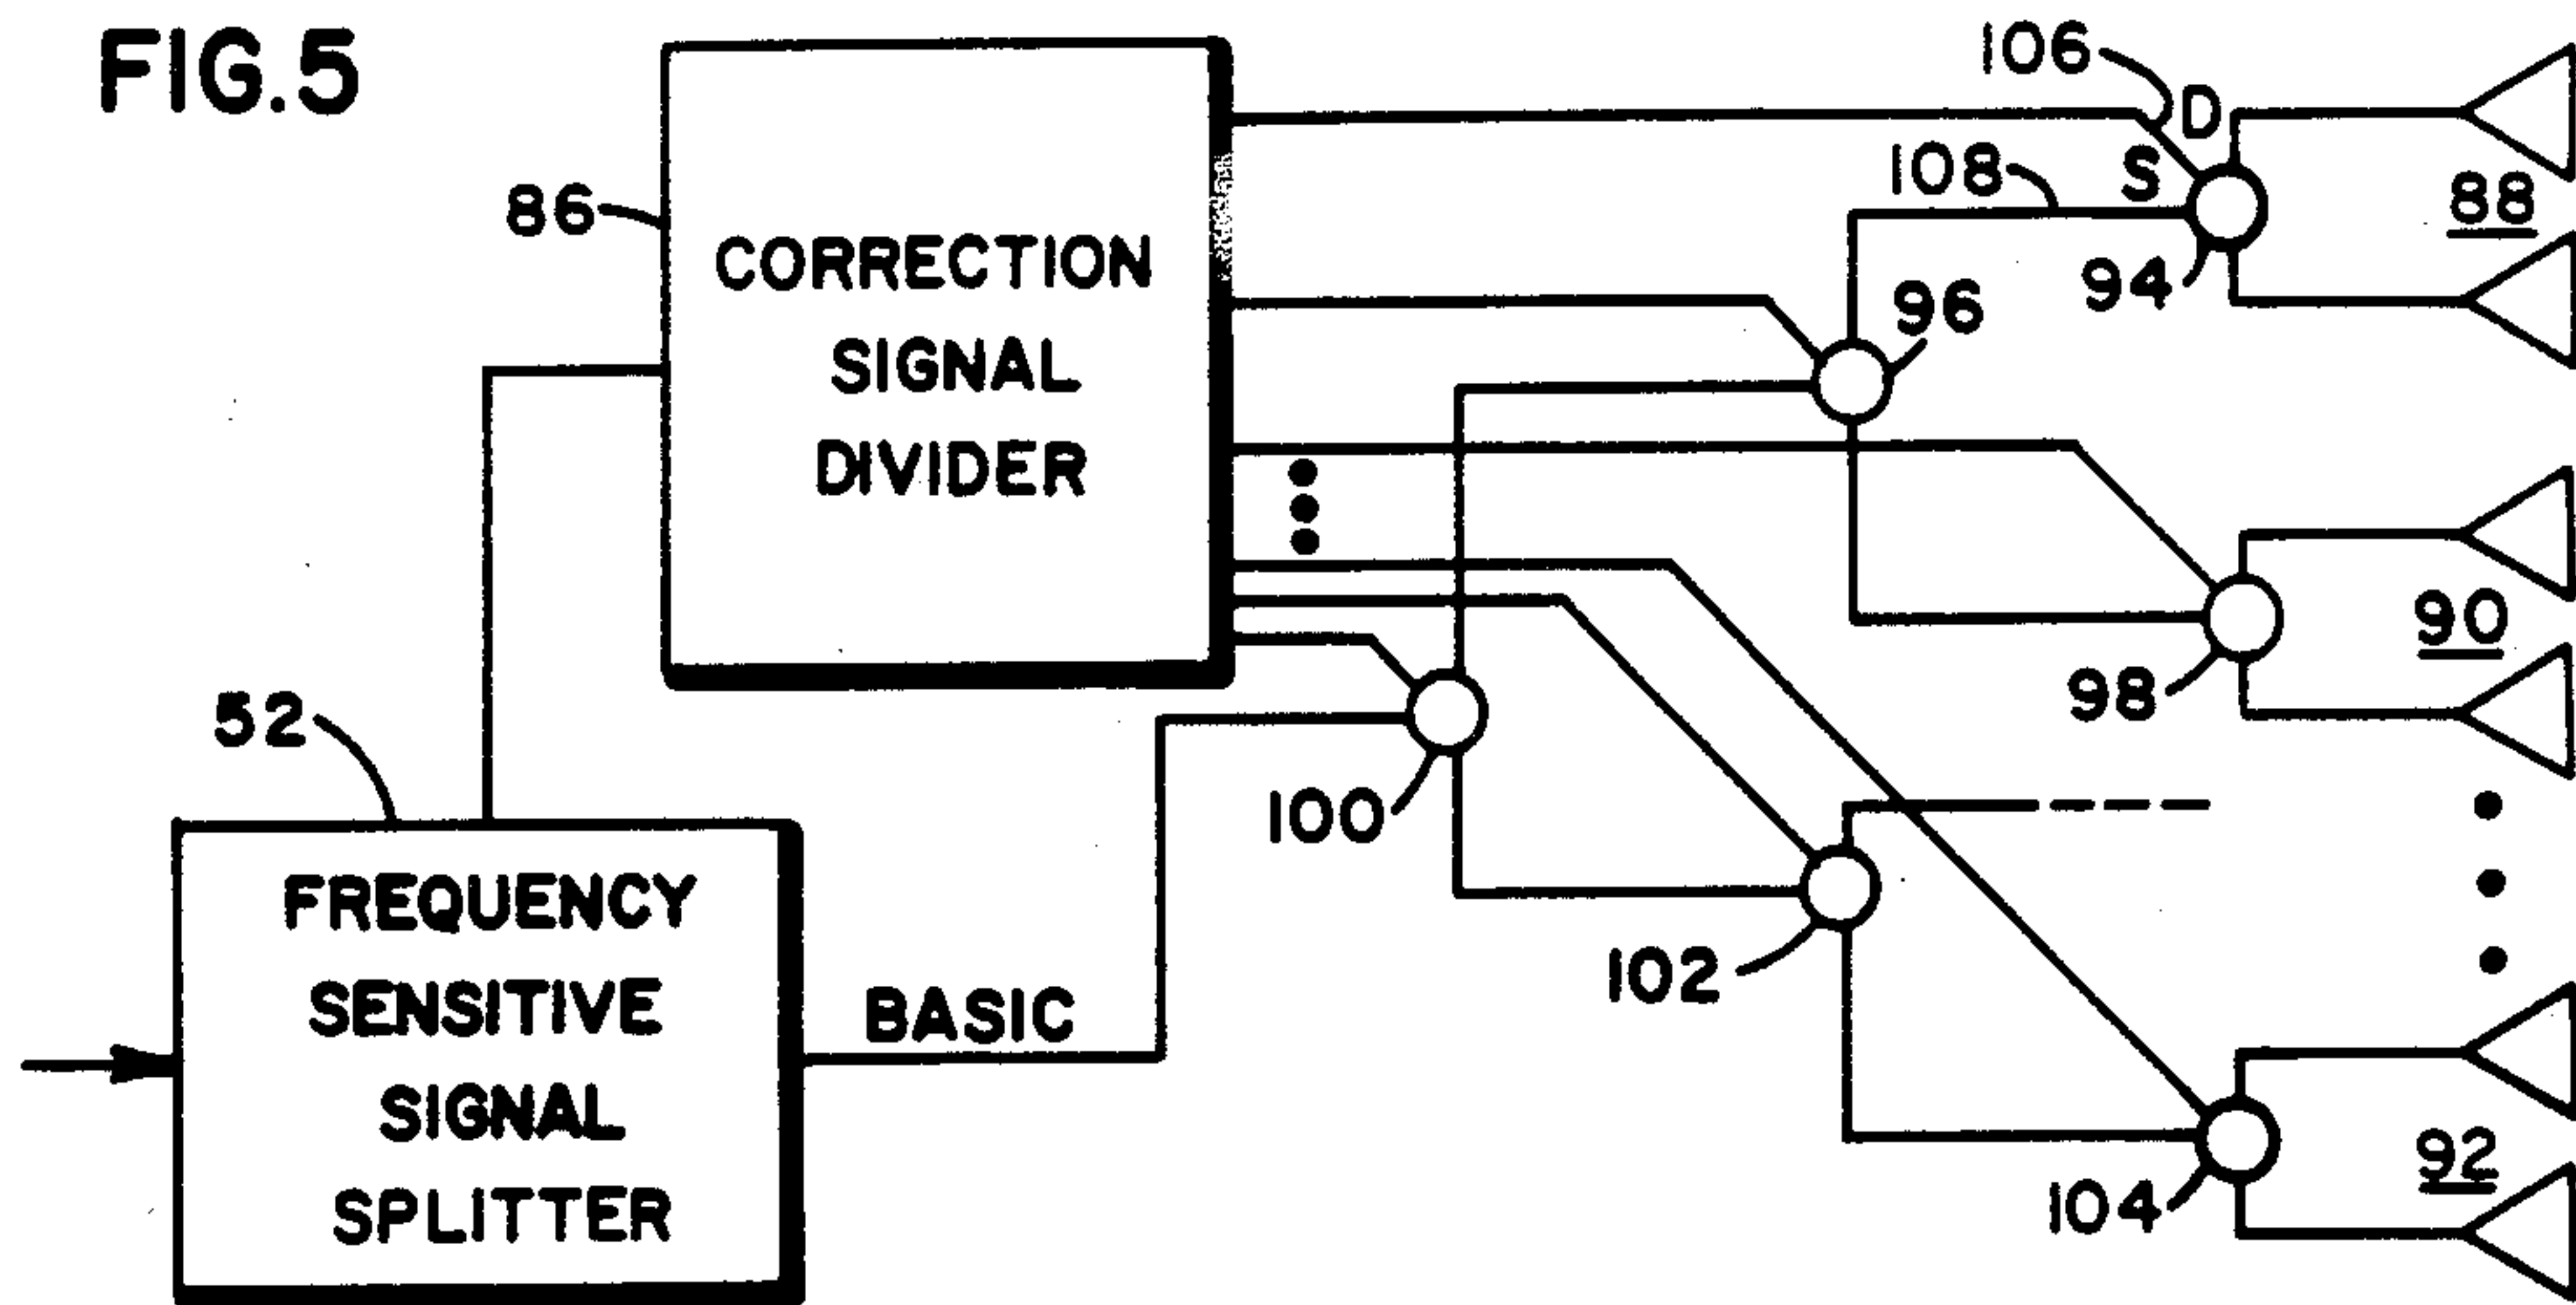 FIG.5
106
D
108
S
88
86
94
CORRECTION
SIGNAL
DIVIDER
96
90
98
52
100
FREQUENCY
SENSITIVE
SIGNAL
SPLITTER
BASIC
102
92
104